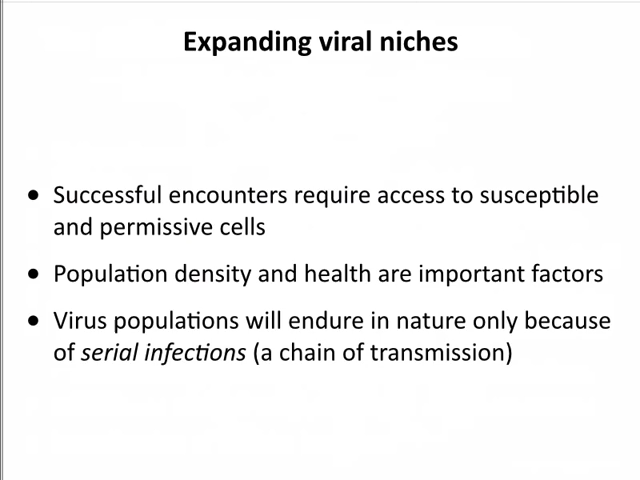 Expanding viral niches
• Successful encounters require access to susceptible
and permissive cells
• Population density and health are important factors
• Virus populations will endure in nature only because
of serial infections (a chain of transmission)